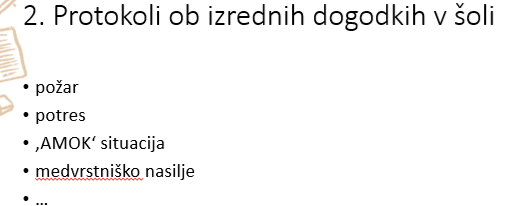 2. Protokoli ob izrednih dogodkih v šoli
• požar
• potres
• ‚AMOK‘ situacija
• medvrstniško nasilje
• …